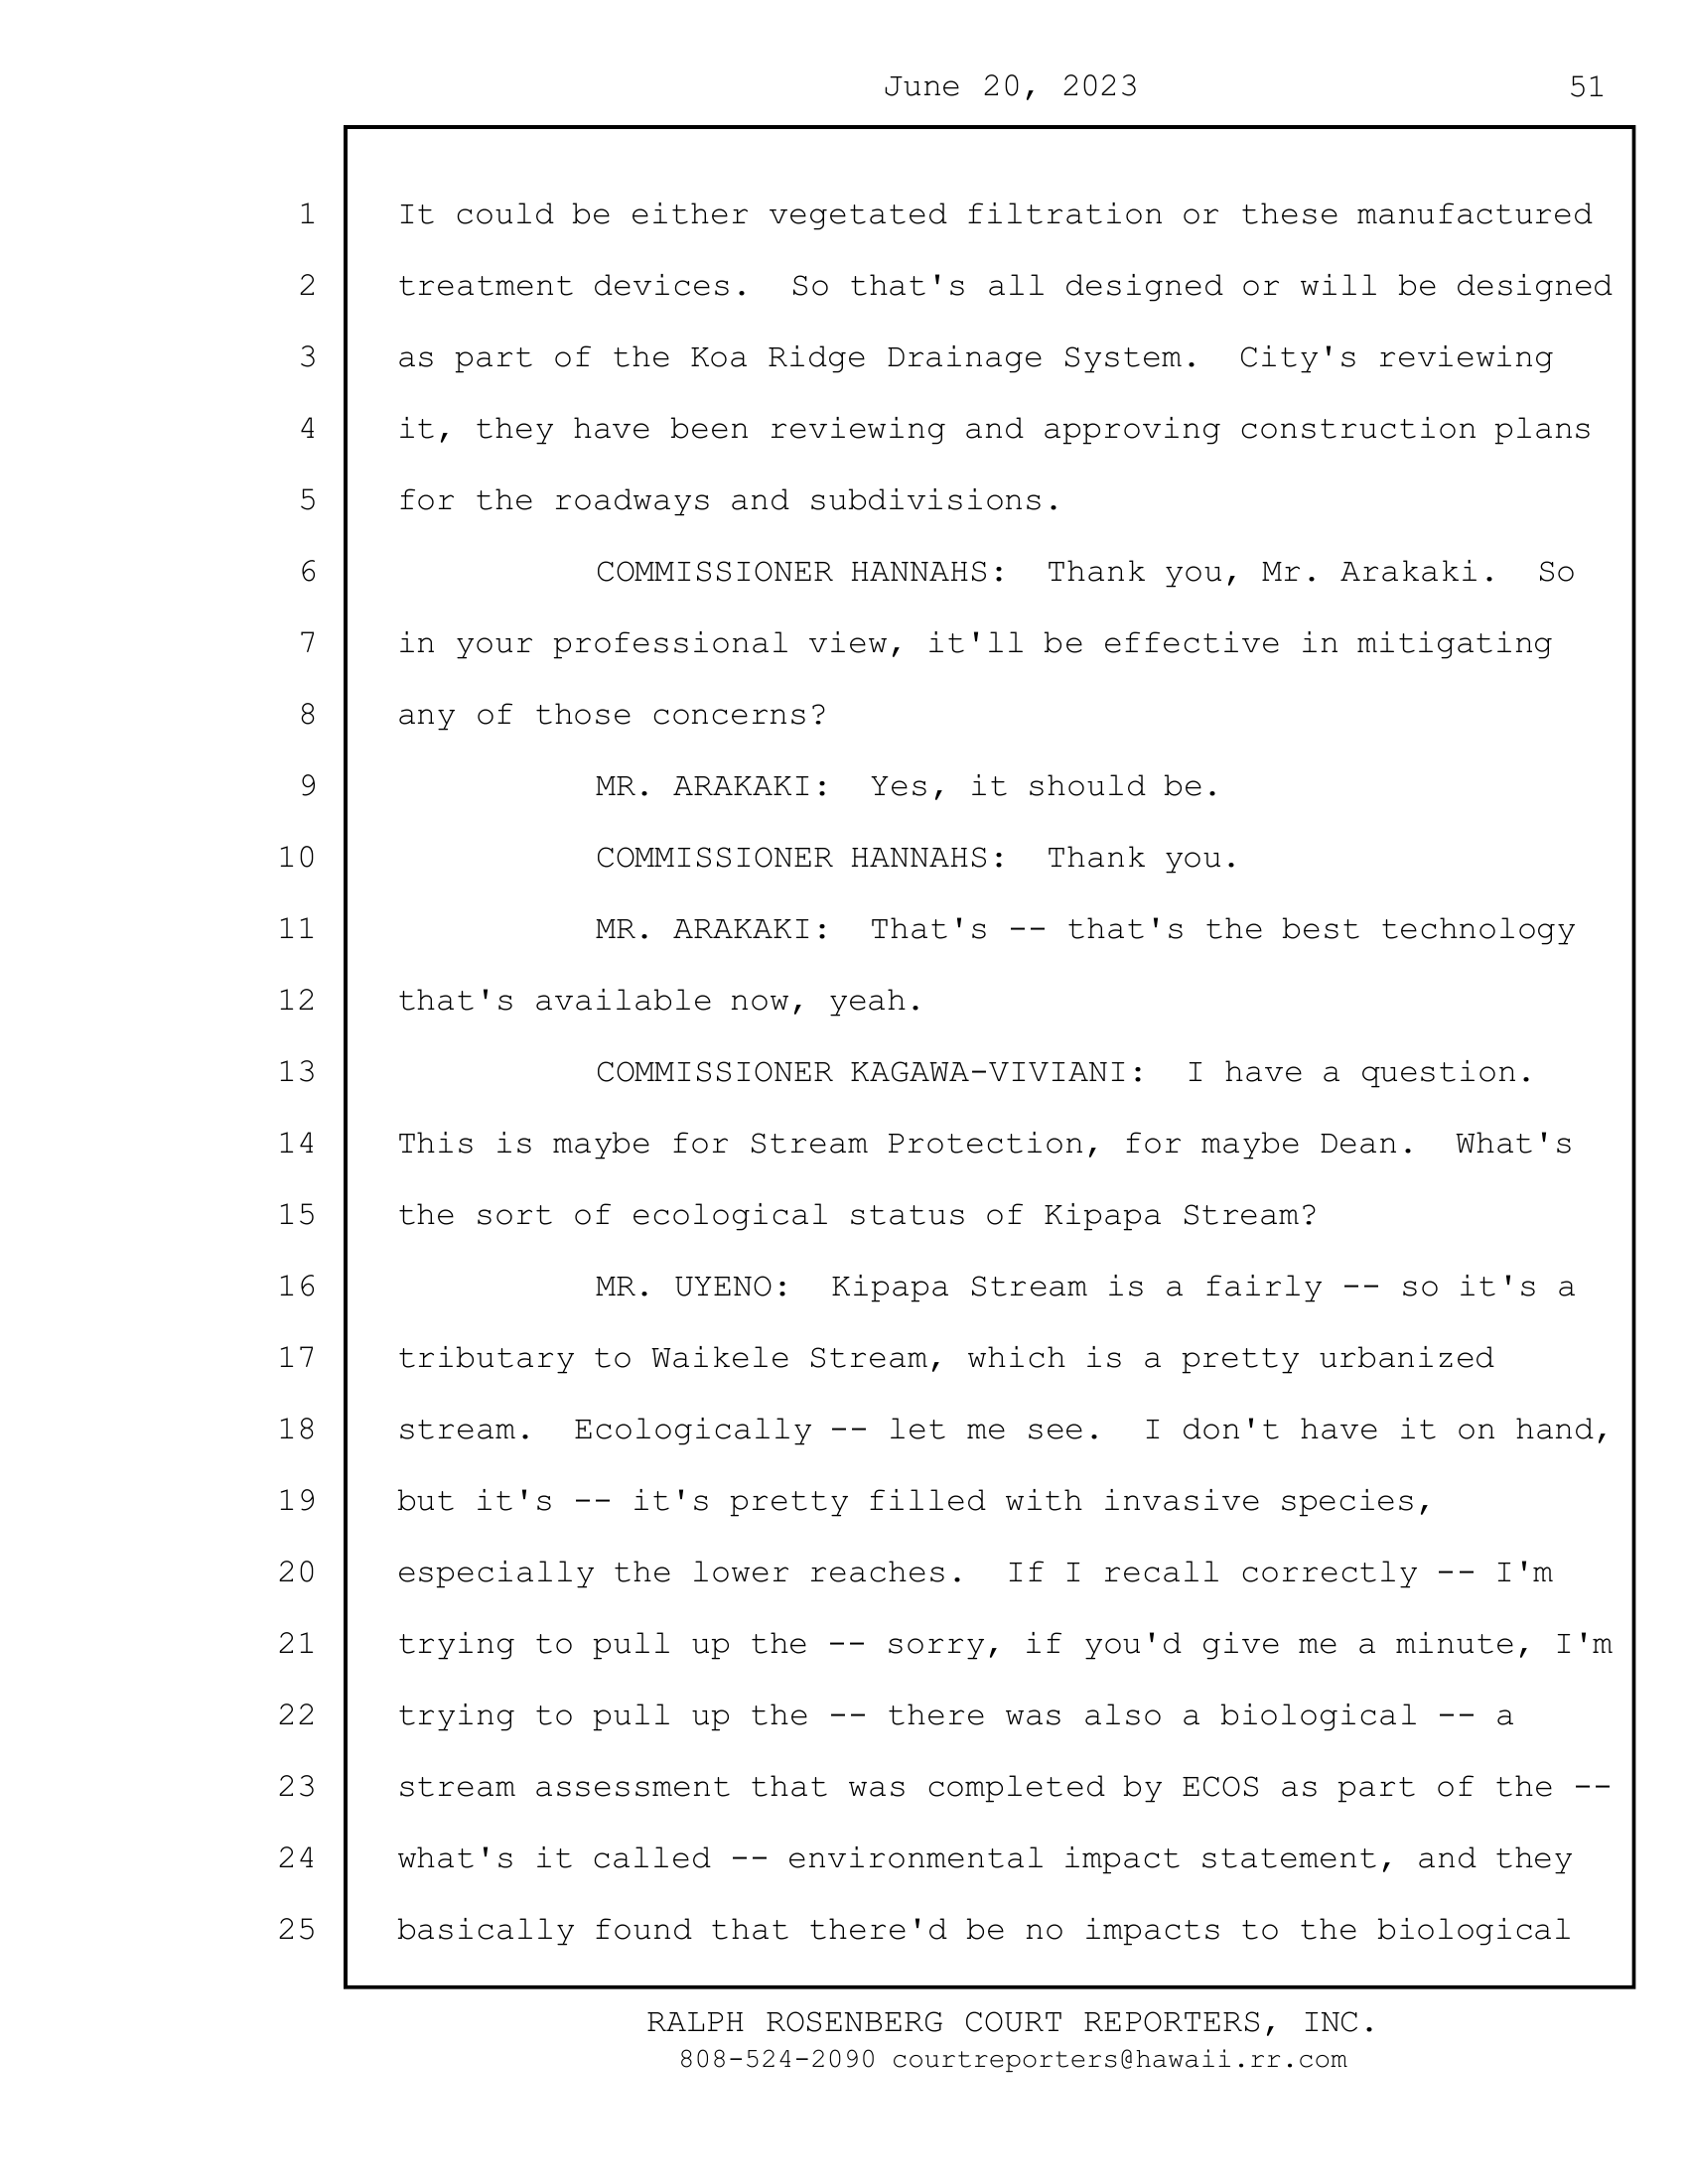 June 20, 2023 51
1 It could be either vegetated filtration or these manufactured
2 treatment devices.  So that's all designed or will be designed
3 as part of the Koa Ridge Drainage System.  City's reviewing
4 it, they have been reviewing and approving construction plans
5 for the roadways and subdivisions.
6 COMMISSIONER HANNAHS:  Thank you, Mr. Arakaki.  So
7 in your professional view, it'll be effective in mitigating
8 any of those concerns?
9 MR. ARAKAKI:  Yes, it should be.
10 COMMISSIONER HANNAHS:  Thank you.
11 MR. ARAKAKI:  That's -- that's the best technology
12 that's available now, yeah.
13 COMMISSIONER KAGAWA-VIVIANI:  I have a question.
14 This is maybe for Stream Protection, for maybe Dean.  What's
15 the sort of ecological status of Kipapa Stream?
16 MR. UYENO:  Kipapa Stream is a fairly -- so it's a
17 tributary to Waikele Stream, which is a pretty urbanized
18 stream.  Ecologically -- let me see.  I don't have it on hand,
19 but it's -- it's pretty filled with invasive species,
20 especially the lower reaches.  If I recall correctly -- I'm
21 trying to pull up the -- sorry, if you'd give me a minute, I'm
22 trying to pull up the -- there was also a biological -- a
23 stream assessment that was completed by ECOS as part of the --
24 what's it called -- environmental impact statement, and they
25 basically found that there'd be no impacts to the biological
RALPH ROSENBERG COURT REPORTERS, INC.
808-524-2090 courtreporters@hawaii.rr.com